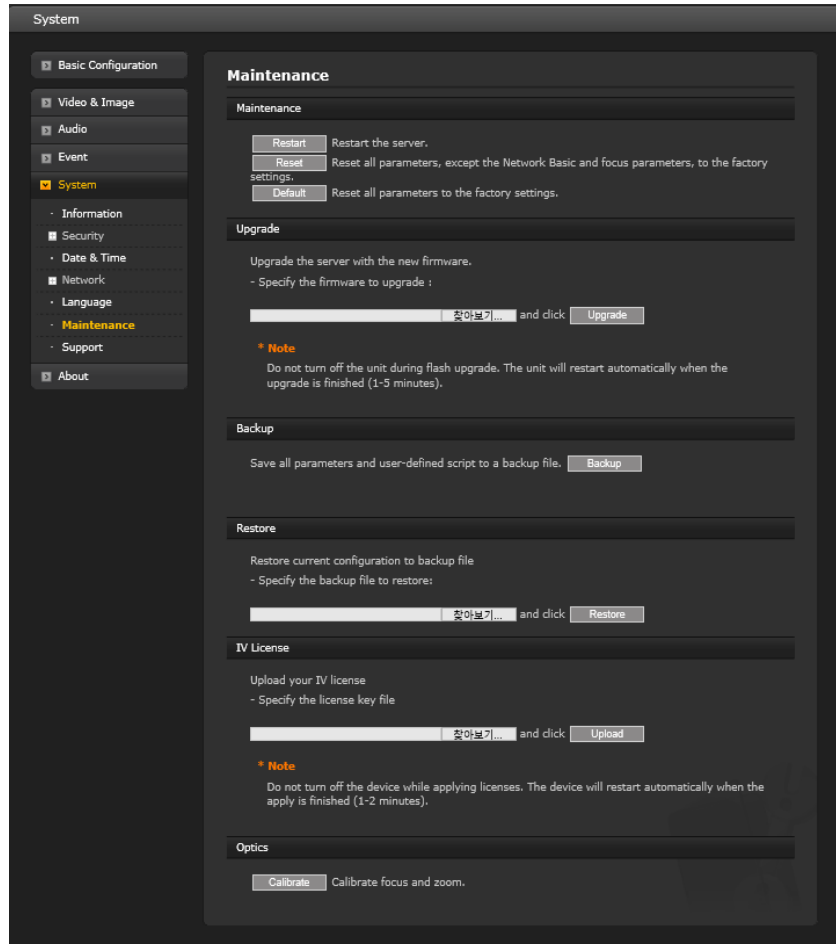 System
Basic Configuration
Video & Image
Audio
Event
System
· Information
Security
· Date & Time
Network
· Language
· Maintenance
· Support
About
Maintenance
Maintenance
Restart Restart the server.
Reset Reset all parameters, except the Network Basic and focus parameters, to the factory
settings.
Default Reset all parameters to the factory settings.
Upgrade
Upgrade the server with the new firmware.
- Specify the firmware to upgrade :
찾아보기... and click Upgrade
* Note
Do not turn off the unit during flash upgrade. The unit will restart automatically when the
upgrade is finished (1-5 minutes).
Backup
Save all parameters and user-defined script to a backup file. Backup
Restore
Restore current configuration to backup file
- Specify the backup file to restore:
찾아보기... and click Restore
IV License
Upload your IV license
- Specify the license key file
찾아보기... and click Upload
* Note
Do not turn off the device while applying licenses. The device will restart automatically when the
apply is finished (1-2 minutes).
Optics
Calibrate Calibrate focus and zoom.